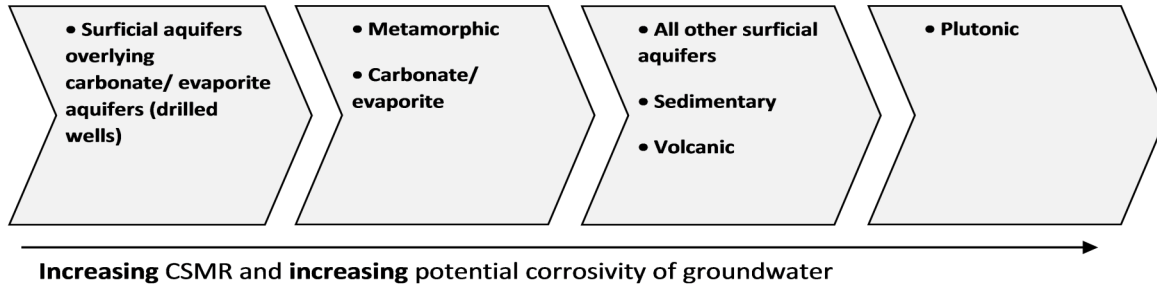 • Surficial aquifers
overlying
carbonate/ evaporite
aquifers (drilled
wells)
• Metamorphic
• Carbonate/
evaporite
• All other surficial
aquifers
• Sedimentary
• Volcanic
• Plutonic
Increasing CSMR and increasing potential corrosivity of groundwater